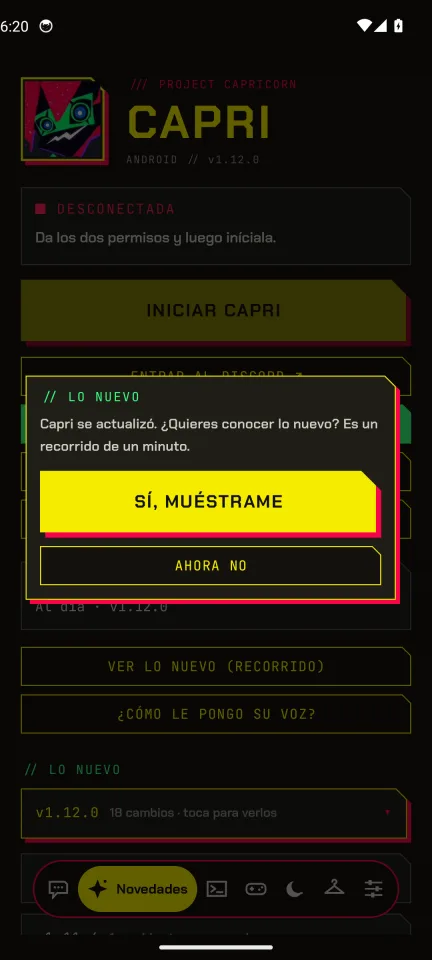 6:20
/// PROJECT CAPRICORN
CAPRI
ANDROID // v1.12.0
DESCONECTADA
Da los dos permisos y luego iníciala.
INICIAR CAPRI
ENTRAR AL DISCORD ↗
// LO NUEVO
Capri se actualizó. ¿Quieres conocer lo nuevo? Es un
recorrido de un minuto.
SÍ, MUÉSTRAME
AHORA NO
Al día · v1.12.0
VER LO NUEVO (RECORRIDO)
¿CÓMO LE PONGO SU VOZ?
// LO NUEVO
v1.12.0 18 cambios · toca para verlos
Novedades